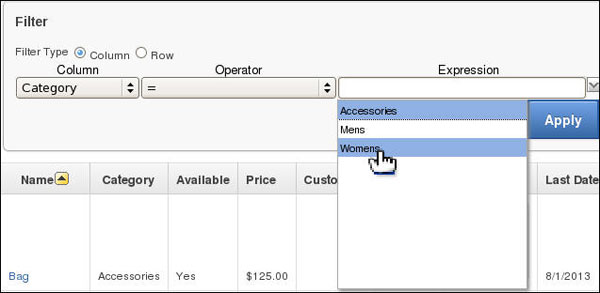 Filter
Filter Type Column Row
Column Operator Expression
Category =
Accessories
Mens
Womens
Apply
Name Category Available Price Custo Last Date
Bag Accessories Yes $125.00 8/1/2013